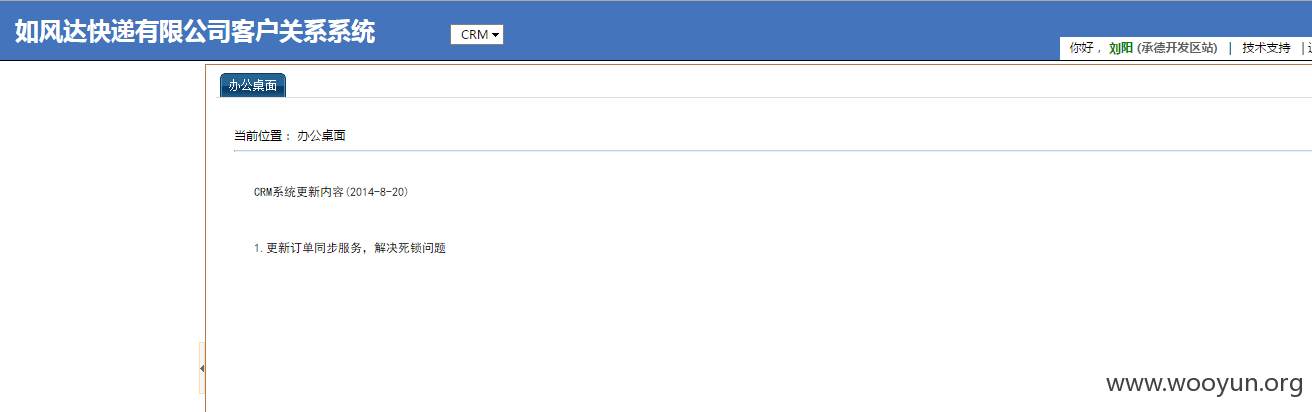 如风达快递有限公司客户关系系统
CRM
你好， 刘阳 (承德开发区站) | 技术支持 |
办公桌面
当前位置： 办公桌面
CRM系统更新内容(2014-8-20)
1.更新订单同步服务，解决死锁问题
www.wooyun.org